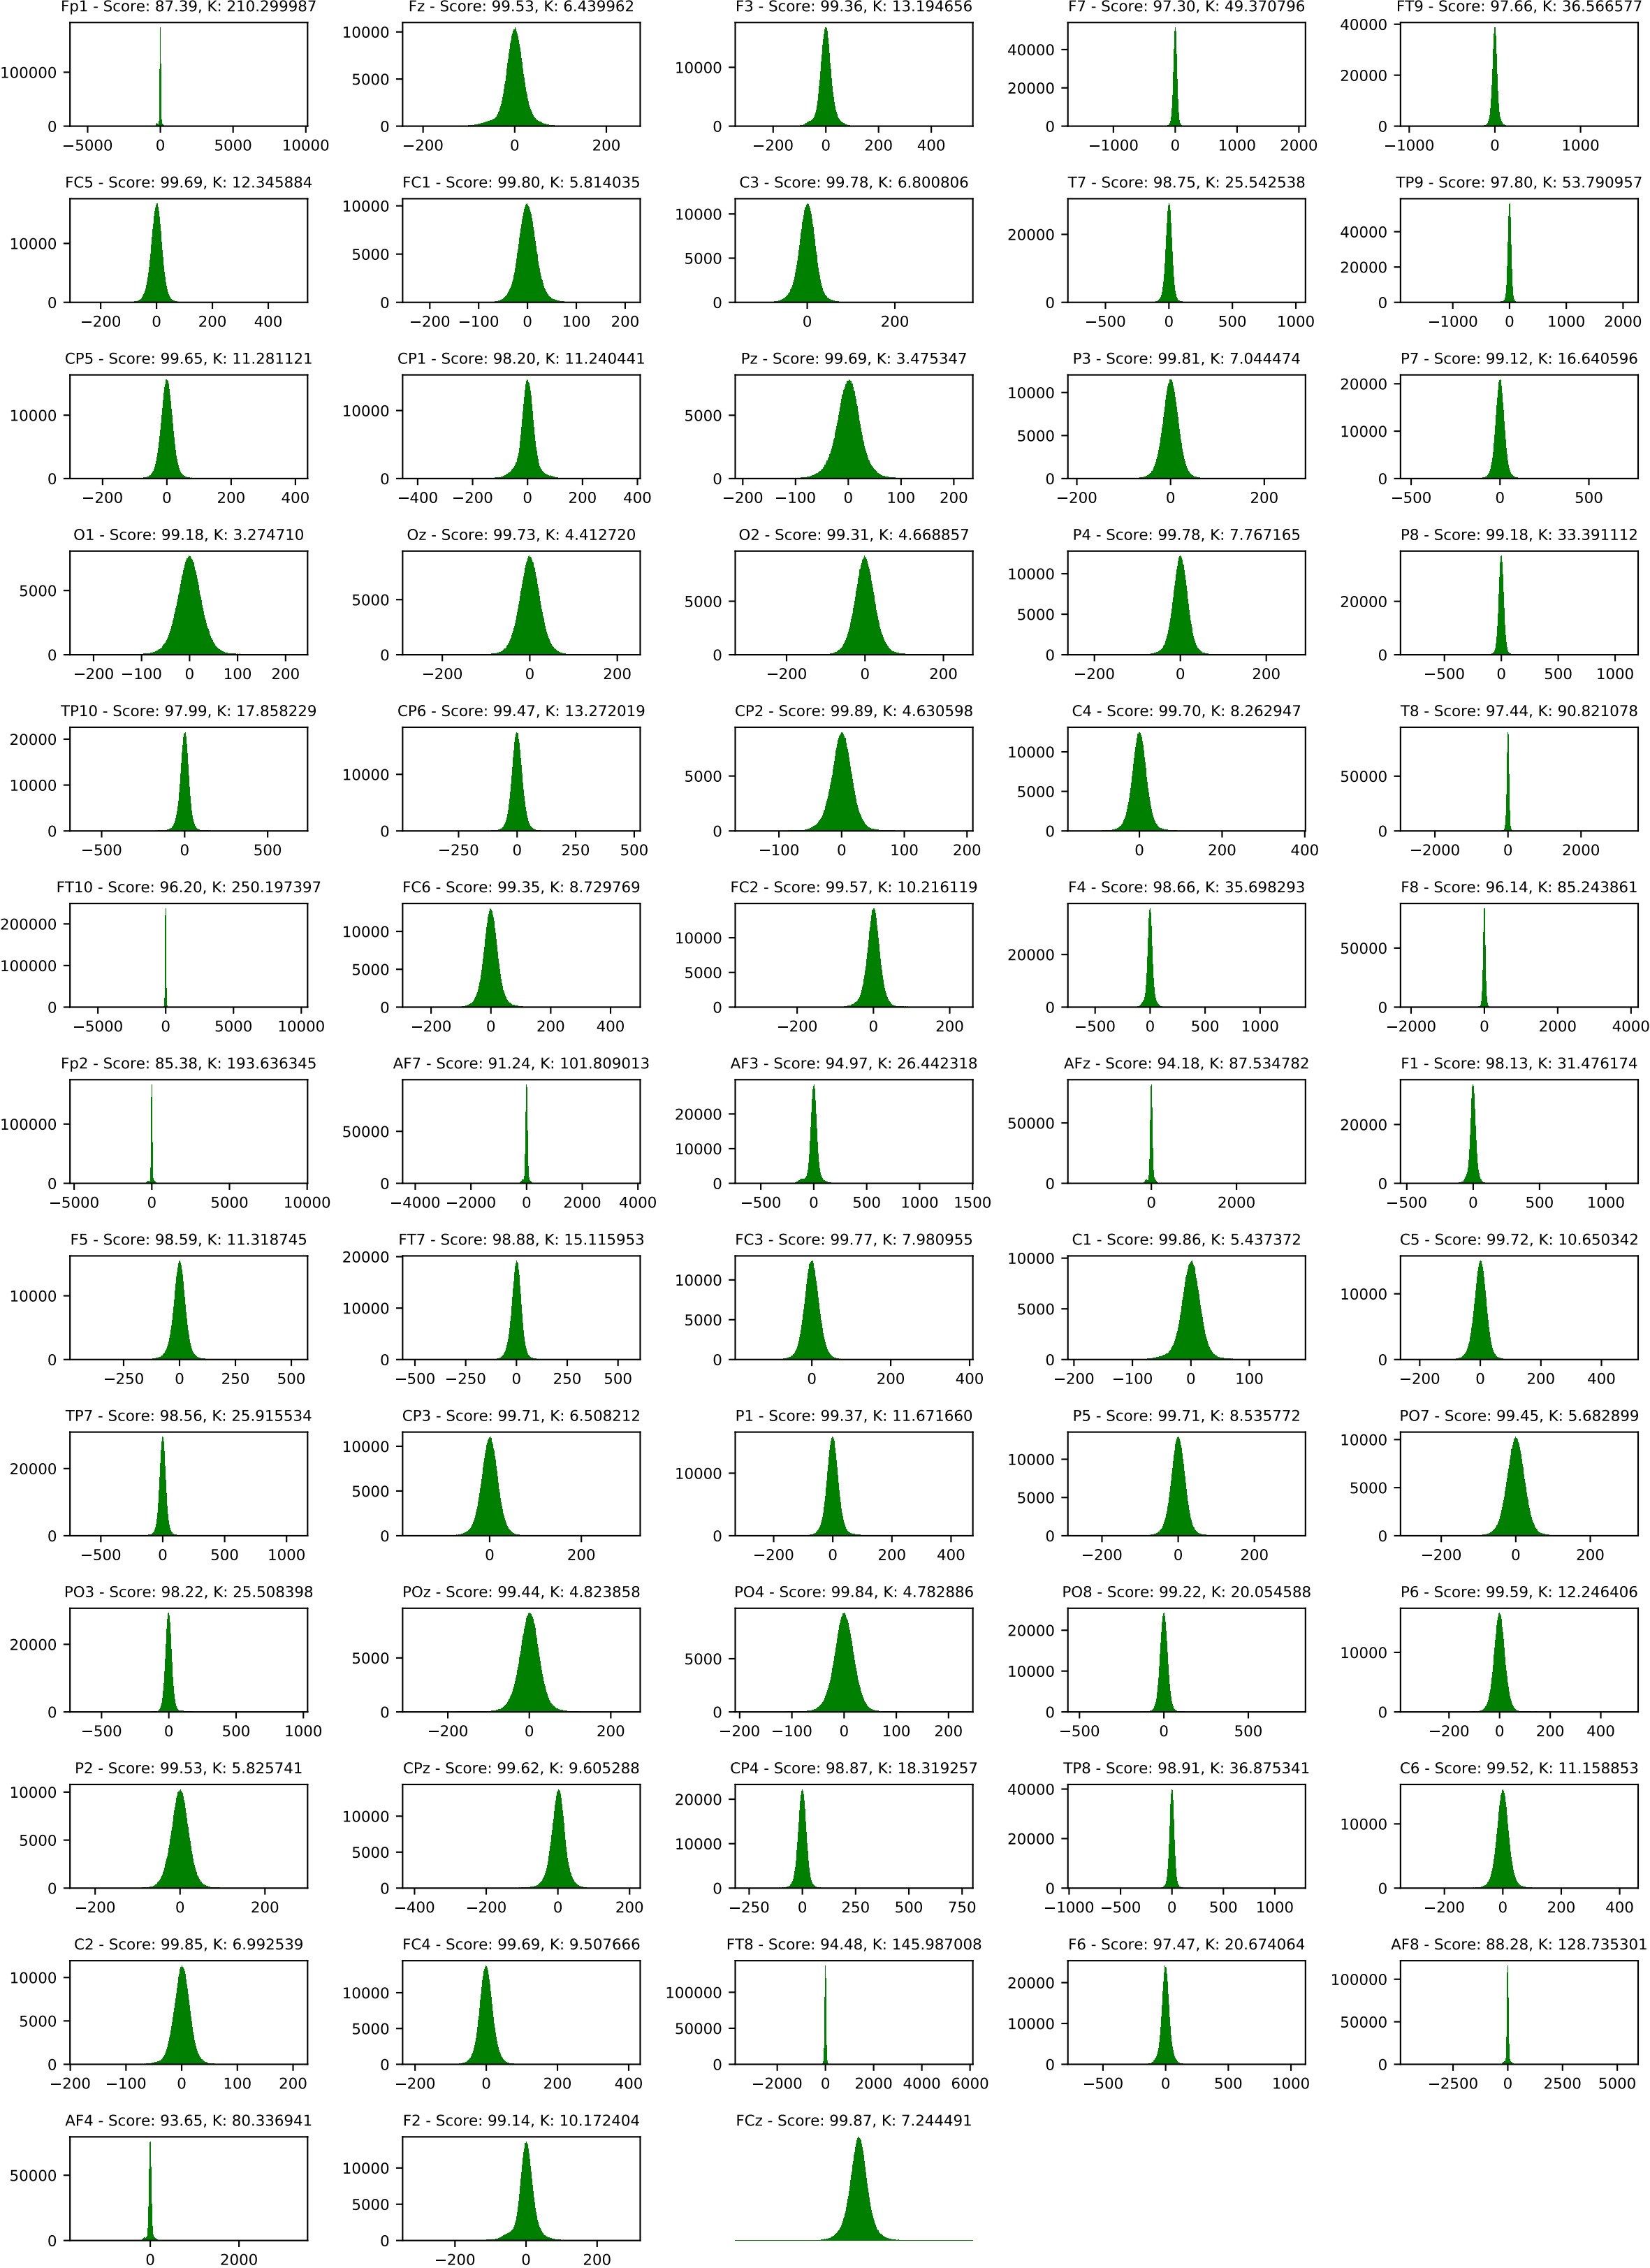 Fp1 - Score: 87.39, K: 210.299987 Fz - Score: 99.53, K: 6.439962 F3 - Score: 99.36, K: 13.194656 F7 - Score: 97.30, K: 49.370796 FT9 - Score: 97.66, K: 36.566577
100000 10000 10000 40000 40000
5000 20000 20000
0 0 0 0 0
−5000 0 5000 10000 −200 0 200 −200 0 200 400 −1000 0 1000 2000 −1000 0 1000
FC5 - Score: 99.69, K: 12.345884 FC1 - Score: 99.80, K: 5.814035 C3 - Score: 99.78, K: 6.800806 T7 - Score: 98.75, K: 25.542538 TP9 - Score: 97.80, K: 53.790957
10000 10000 10000 20000 40000
5000 5000 20000
0 0 0 0 0
−200 0 200 400 −200 −100 0 100 200 0 200 −500 0 500 1000 −1000 0 1000 2000
CP5 - Score: 99.65, K: 11.281121 CP1 - Score: 98.20, K: 11.240441 Pz - Score: 99.69, K: 3.475347 P3 - Score: 99.81, K: 7.044474 P7 - Score: 99.12, K: 16.640596
10000 10000 5000 10000 20000
5000 10000
0 0 0 0 0
−200 0 200 400 −400 −200 0 200 400 −200 −100 0 100 200 −200 0 200 −500 0 500
O1 - Score: 99.18, K: 3.274710 Oz - Score: 99.73, K: 4.412720 O2 - Score: 99.31, K: 4.668857 P4 - Score: 99.78, K: 7.767165 P8 - Score: 99.18, K: 33.391112
5000 5000 5000 10000 20000
5000
0 0 0 0 0
−200 −100 0 100 200 −200 0 200 −200 0 200 −200 0 200 −500 0 500 1000
TP10 - Score: 97.99, K: 17.858229 CP6 - Score: 99.47, K: 13.272019 CP2 - Score: 99.89, K: 4.630598 C4 - Score: 99.70, K: 8.262947 T8 - Score: 97.44, K: 90.821078
20000 10000 5000 10000 50000
10000 5000
0 0 0 0 0
−500 0 500 −250 0 250 500 −100 0 100 200 0 200 400 −2000 0 2000
FT10 - Score: 96.20, K: 250.197397 FC6 - Score: 99.35, K: 8.729769 FC2 - Score: 99.57, K: 10.216119 F4 - Score: 98.66, K: 35.698293 F8 - Score: 96.14, K: 85.243861
200000 10000 10000 20000 50000
100000 5000 5000
0 0 0 0 0
−5000 0 5000 10000 −200 0 200 400 −200 0 200 −500 0 500 1000 −2000 0 2000 4000
Fp2 - Score: 85.38, K: 193.636345 AF7 - Score: 91.24, K: 101.809013 AF3 - Score: 94.97, K: 26.442318 AFz - Score: 94.18, K: 87.534782 F1 - Score: 98.13, K: 31.476174
100000 50000 20000 50000 20000
10000
0 0 0 0 0
−5000 0 5000 10000 −4000 −2000 0 2000 4000 −500 0 500 1000 1500 0 2000 −500 0 500 1000
F5 - Score: 98.59, K: 11.318745 FT7 - Score: 98.88, K: 15.115953 FC3 - Score: 99.77, K: 7.980955 C1 - Score: 99.86, K: 5.437372 C5 - Score: 99.72, K: 10.650342
10000 20000 10000 10000 10000
10000 5000 5000
0 0 0 0 0
−250 0 250 500 −500 −250 0 250 500 0 200 400 −200 −100 0 100 −200 0 200 400
TP7 - Score: 98.56, K: 25.915534 CP3 - Score: 99.71, K: 6.508212 P1 - Score: 99.37, K: 11.671660 P5 - Score: 99.71, K: 8.535772 PO7 - Score: 99.45, K: 5.682899
20000 10000 10000 10000 10000
5000 5000 5000
0 0 0 0 0
−500 0 500 1000 0 200 −200 0 200 400 −200 0 200 −200 0 200
PO3 - Score: 98.22, K: 25.508398 POz - Score: 99.44, K: 4.823858 PO4 - Score: 99.84, K: 4.782886 PO8 - Score: 99.22, K: 20.054588 P6 - Score: 99.59, K: 12.246406
20000 5000 5000 20000 10000
10000
0 0 0 0 0
−500 0 500 1000 −200 0 200 −200 −100 0 100 200 −500 0 500 −200 0 200 400
P2 - Score: 99.53, K: 5.825741 CPz - Score: 99.62, K: 9.605288 CP4 - Score: 98.87, K: 18.319257 TP8 - Score: 98.91, K: 36.875341 C6 - Score: 99.52, K: 11.158853
10000 10000 20000 40000 10000
5000 5000 10000 20000
0 0 0 0 0
−200 0 200 −400 −200 0 200 −250 0 250 500 750 −1000 −500 0 500 1000 −200 0 200 400
C2 - Score: 99.85, K: 6.992539 FC4 - Score: 99.69, K: 9.507666 FT8 - Score: 94.48, K: 145.987008 F6 - Score: 97.47, K: 20.674064 AF8 - Score: 88.28, K: 128.735301
10000 10000 100000 20000 100000
5000 5000 50000 10000 50000
0 0 0 0 0
−200 −100 0 100 200 −200 0 200 400 −2000 0 2000 4000 6000 −500 0 500 1000 −2500 0 2500 5000
AF4 - Score: 93.65, K: 80.336941 F2 - Score: 99.14, K: 10.172404 FCz - Score: 99.87, K: 7.244491
50000 10000
5000
0 0
0 2000 −200 0 200